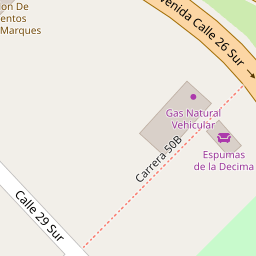 on De
entos
Marques
venida Calle 26 Sur
Gas Natural
Vehicular
Espumas
de la Decima
Carrera 50B
Calle 29 Sur